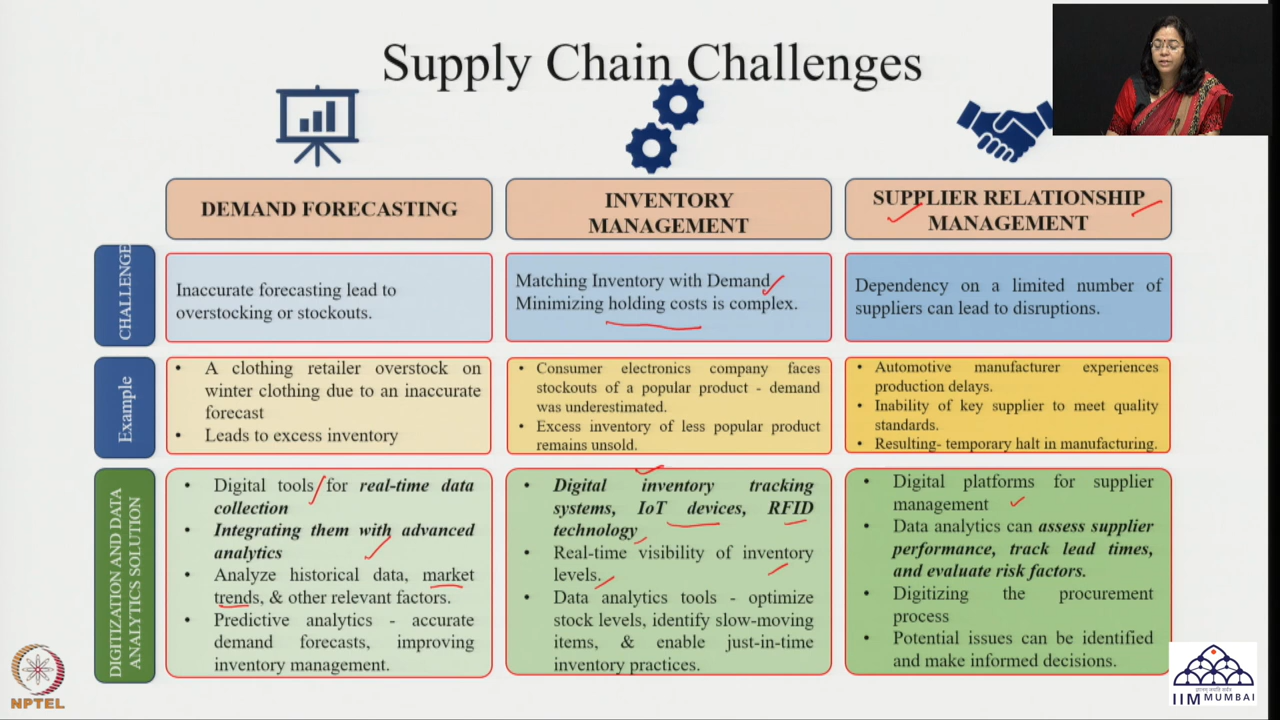 Supply Chain Challenges
DEMAND FORECASTING
INVENTORY
MANAGEMENT
SUPPLIER RELATIONSHIP
MANAGEMENT
CHALLENGE
Inaccurate forecasting lead to
overstocking or stockouts.
Matching Inventory with Demand
Minimizing holding costs is complex.
Dependency on a limited number of
suppliers can lead to disruptions.
Example
• A clothing retailer overstock on
winter clothing due to an inaccurate
forecast
• Leads to excess inventory
• Consumer electronics company faces
stockouts of a popular product - demand
was underestimated.
• Excess inventory of less popular product
remains unsold.
• Automotive manufacturer experiences
production delays.
• Inability of key supplier to meet quality
standards.
• Resulting- temporary halt in manufacturing.
DIGITIZATION AND DATA
ANALYTICS SOLUTION
• Digital tools for real-time data
collection
• Integrating them with advanced
analytics
• Analyze historical data, market
trends, & other relevant factors.
• Predictive analytics - accurate
demand forecasts, improving
inventory management.
• Digital inventory tracking
systems, IoT devices, RFID
technology
• Real-time visibility of inventory
levels.
• Data analytics tools - optimize
stock levels, identify slow-moving
items, & enable just-in-time
inventory practices.
• Digital platforms for supplier
management
• Data analytics can assess supplier
performance, track lead times,
and evaluate risk factors.
• Digitizing the procurement
process
• Potential issues can be identified
and make informed decisions.
NPTEL
IIM MUMBAI